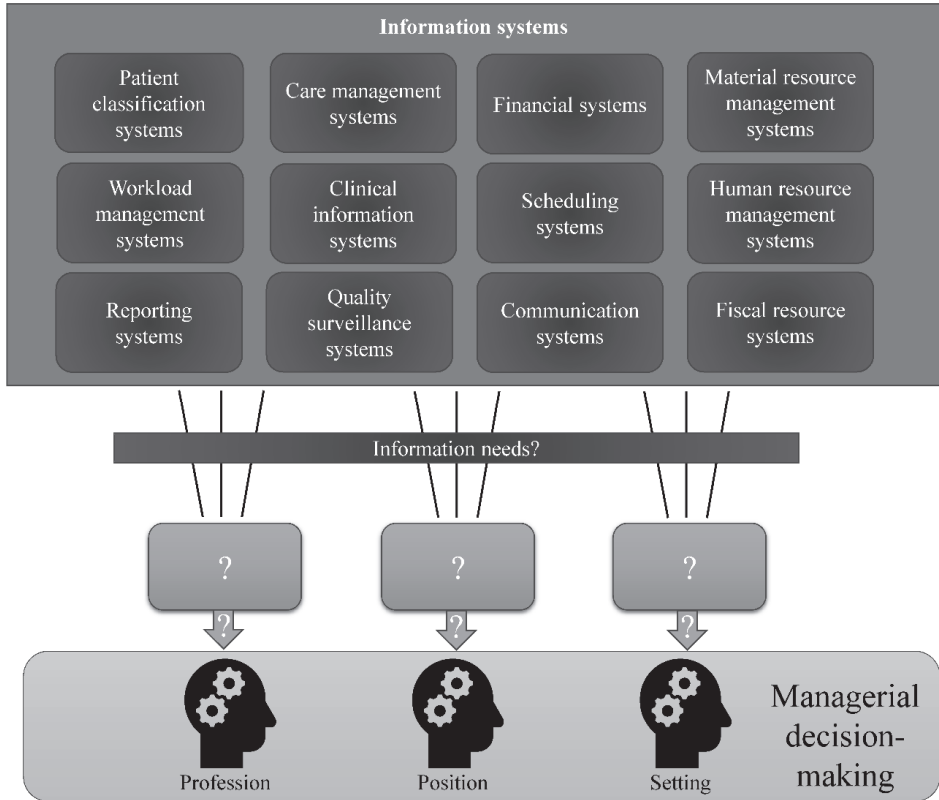 Information systems
Patient
classification
systems
Care management
systems
Financial systems
Material resource
management
systems
Workload
management
systems
Clinical
information
systems
Scheduling
systems
Human resource
management
systems
Reporting
systems
Quality
surveillance
systems
Communication
systems
Fiscal resource
systems
Information needs?
?
?
?
?
?
?
Profession
Position
Setting
Managerial
decision-
making